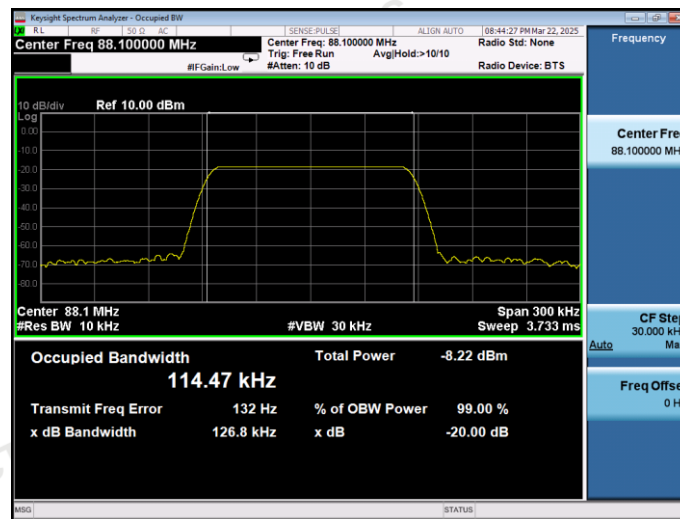 Keysight Spectrum Analyzer - Occupied BW
RL RF 50 Ω AC SENSE:PULSE ALIGN AUTO 08:44:27 PM Mar 22, 2025
Center Freq 88.100000 MHz
Center Freq: 88.100000 MHz Radio Std: None
Trig: Free Run Avg|Hold:>10/10
#IFGain:Low #Atten: 10 dB Radio Device: BTS
Frequency
10 dB/div Ref 10.00 dBm
Log
0.00
-10.0
-20.0
-30.0
-40.0
-50.0
-60.0
-70.0
-80.0
Center Fre
88.100000 MH
Center 88.1 MHz Span 300 kHz
#Res BW 10 kHz #VBW 30 kHz Sweep 3.733 ms
CF Ste
30.000 kH
Auto Ma
Occupied Bandwidth Total Power -8.22 dBm
114.47 kHz
Transmit Freq Error 132 Hz % of OBW Power 99.00 %
x dB Bandwidth 126.8 kHz x dB -20.00 dB
Freq Offse
0 H
MSG STATUS